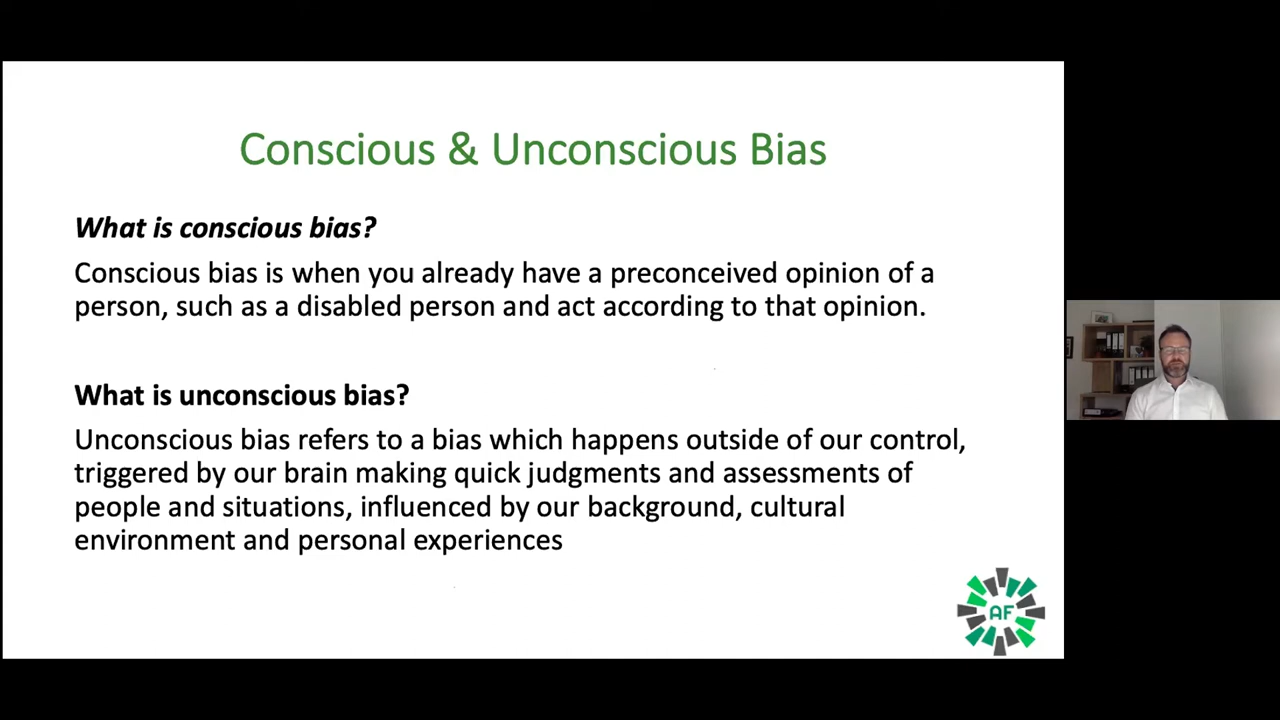 Conscious & Unconscious Bias
What is conscious bias?
Conscious bias is when you already have a preconceived opinion of a
person, such as a disabled person and act according to that opinion.
What is unconscious bias?
Unconscious bias refers to a bias which happens outside of our control,
triggered by our brain making quick judgments and assessments of
people and situations, influenced by our background, cultural
environment and personal experiences
AF